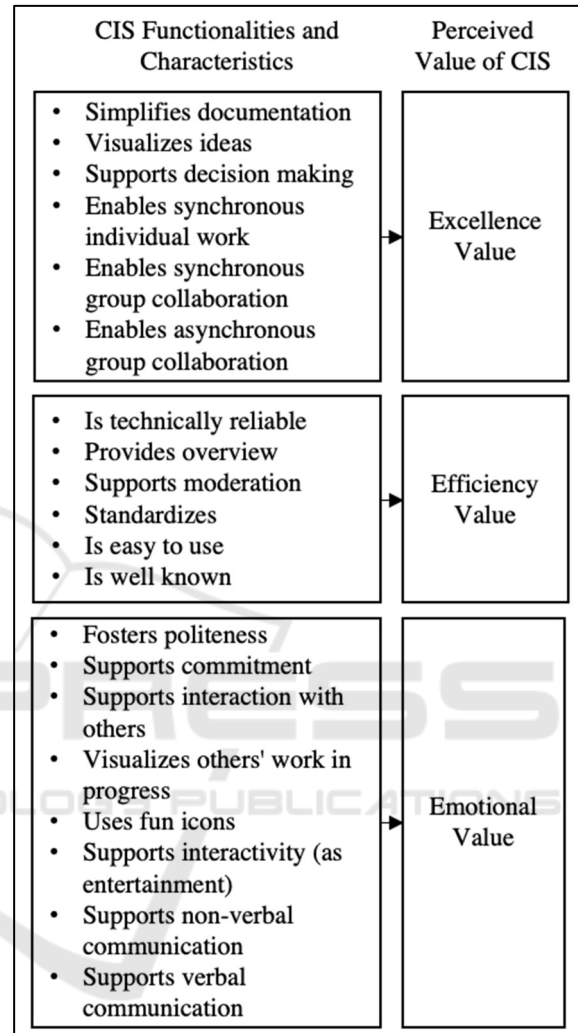 CIS Functionalities and Characteristics
Perceived Value of CIS
• Simplifies documentation
• Visualizes ideas
• Supports decision making
• Enables synchronous
individual work
• Enables synchronous
group collaboration
• Enables asynchronous
group collaboration
Excellence
Value
• Is technically reliable
• Provides overview
• Supports moderation
• Standardizes
• Is easy to use
• Is well known
Efficiency
Value
• Fosters politeness
• Supports commitment
• Supports interaction with
others
• Visualizes others' work in
progress
• Uses fun icons
• Supports interactivity (as
entertainment)
• Supports non-verbal
communication
• Supports verbal
communication
Emotional
Value
PRESS
PUBLICATIONS